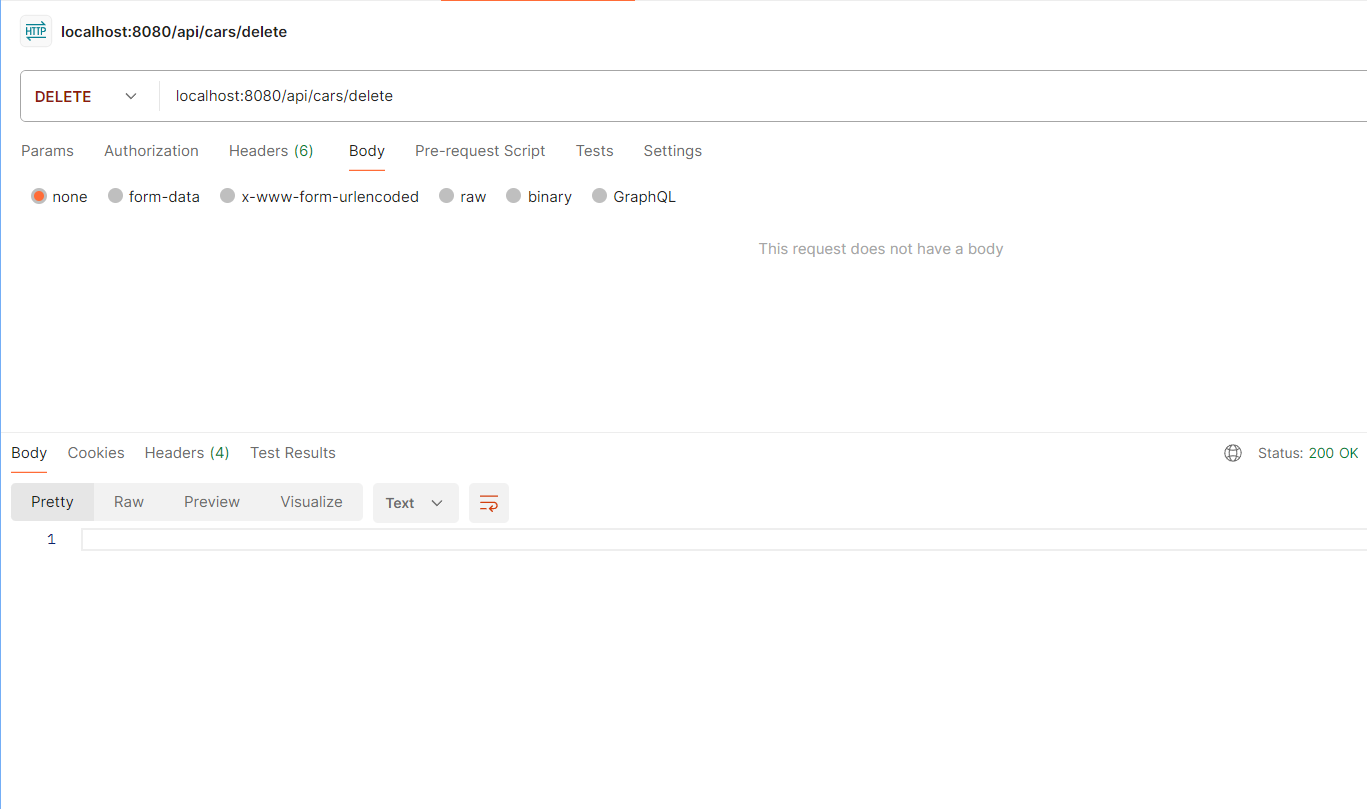 HTTP localhost:8080/api/cars/delete
DELETE localhost:8080/api/cars/delete
Params Authorization Headers (6) Body Pre-request Script Tests Settings
none form-data x-www-form-urlencoded raw binary GraphQL
This request does not have a body
Body Cookies Headers (4) Test Results Status: 200 OK
Pretty Raw Preview Visualize Text
1